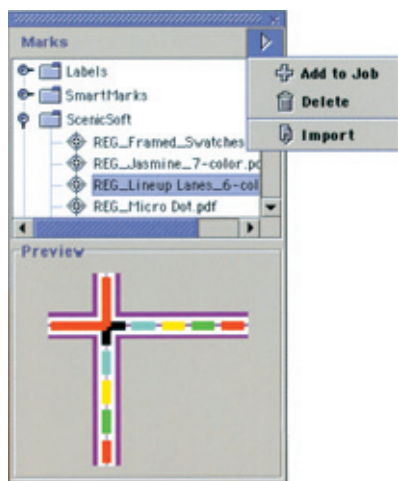 Marks
Labels
SmartMarks
ScenicSoft
REG_Framed_Swatches
REG_Jasmine_7-color.pd
REG_Lineup Lanes_6-col
REG_Micro Dot.pdf
Add to Job
Delete
Import
Preview